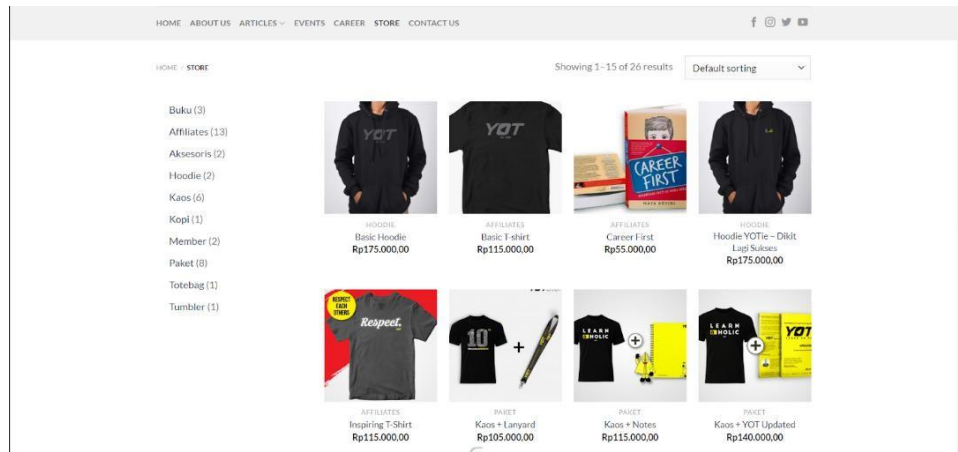 HOME ABOUT US ARTICLES EVENTS CAREER STORE CONTACT US
HOME / STORE
Showing 1–15 of 26 results
Default sorting
Buku (3)
Affiliates (13)
Aksesoris (2)
Hoodie (2)
Kaos (6)
Kopi (1)
Member (2)
Paket (8)
Totebag (1)
Tumbler (1)
YOT
YOT
CAREER
FIRST
HOODIE
Basic Hoodie
Rp175.000,00
AFFILIATES
Basic T-shirt
Rp115.000,00
AFFILIATES
Career First
Rp55.000,00
HOODIE
Hoodie YOTie – Dikit
Lagi Sukses
Rp175.000,00
RESPECT
EACH
OTHERS
Respect.
10
+
LEARN
HOLIC
+
LEARN
HOLIC
+
YOT
AFFILIATES
Inspiring T-Shirt
Rp115.000,00
PAKET
Kaos + Lanyard
Rp105.000,00
PAKET
Kaos + Notes
Rp115.000,00
PAKET
Kaos + YOT Updated
Rp140.000,00